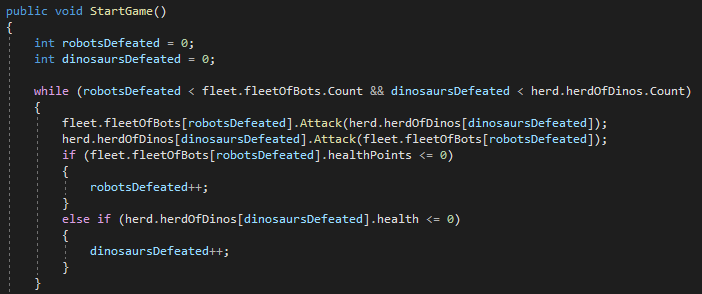 public void StartGame()
{
int robotsDefeated = 0;
int dinosaursDefeated = 0;
while (robotsDefeated < fleet.fleetOfBots.Count && dinosaursDefeated < herd.herdOfDinos.Count)
{
fleet.fleetOfBots[robotsDefeated].Attack(herd.herdOfDinos[dinosaursDefeated]);
herd.herdOfDinos[dinosaursDefeated].Attack(fleet.fleetOfBots[robotsDefeated]);
if (fleet.fleetOfBots[robotsDefeated].healthPoints <= 0)
{
robotsDefeated++;
}
else if (herd.herdOfDinos[dinosaursDefeated].health <= 0)
{
dinosaursDefeated++;
}
}